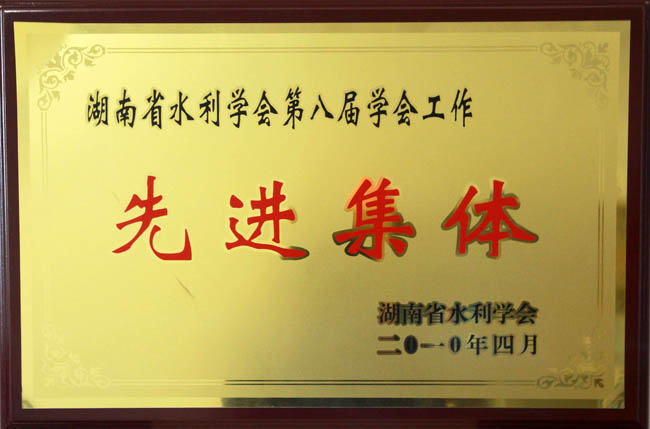 湖南省水利学会第八届学会工作
先进集体
湖南省水利学会
二〇一〇年四月